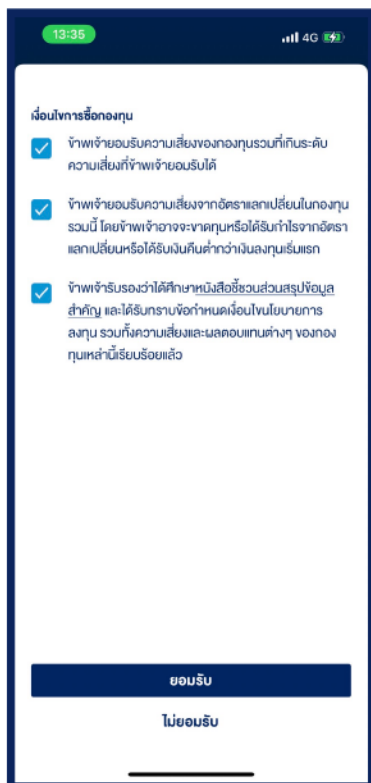 13:35
4G
เงื่อนไขการซื้อกองทุน
ข้าพเจ้ายอมรับความเสี่ยงของกองทุนรวมที่เกินระดับ
ความเสี่ยงที่ข้าพเจ้ายอมรับได้
ข้าพเจ้ายอมรับความเสี่ยงจากอัตราแลกเปลี่ยนในกองทุน
รวมนี้ โดยข้าพเจ้าอาจจะขาดทุนหรือได้รับกำไรจากอัตรา
แลกเปลี่ยนหรือได้รับเงินคืนต่ำกว่าเงินลงทุนเริ่มแรก
ข้าพเจ้ารับรองว่าได้ศึกษาหนังสือชี้ชวนส่วนสรุปข้อมูล
สำคัญ และได้รับทราบข้อกำหนดเงื่อนไขนโยบายการ
ลงทุน รวมทั้งความเสี่ยงและผลตอบแทนต่างๆ ของกอง
ทุนเหล่านี้เรียบร้อยแล้ว
ยอมรับ
ไม่ยอมรับ